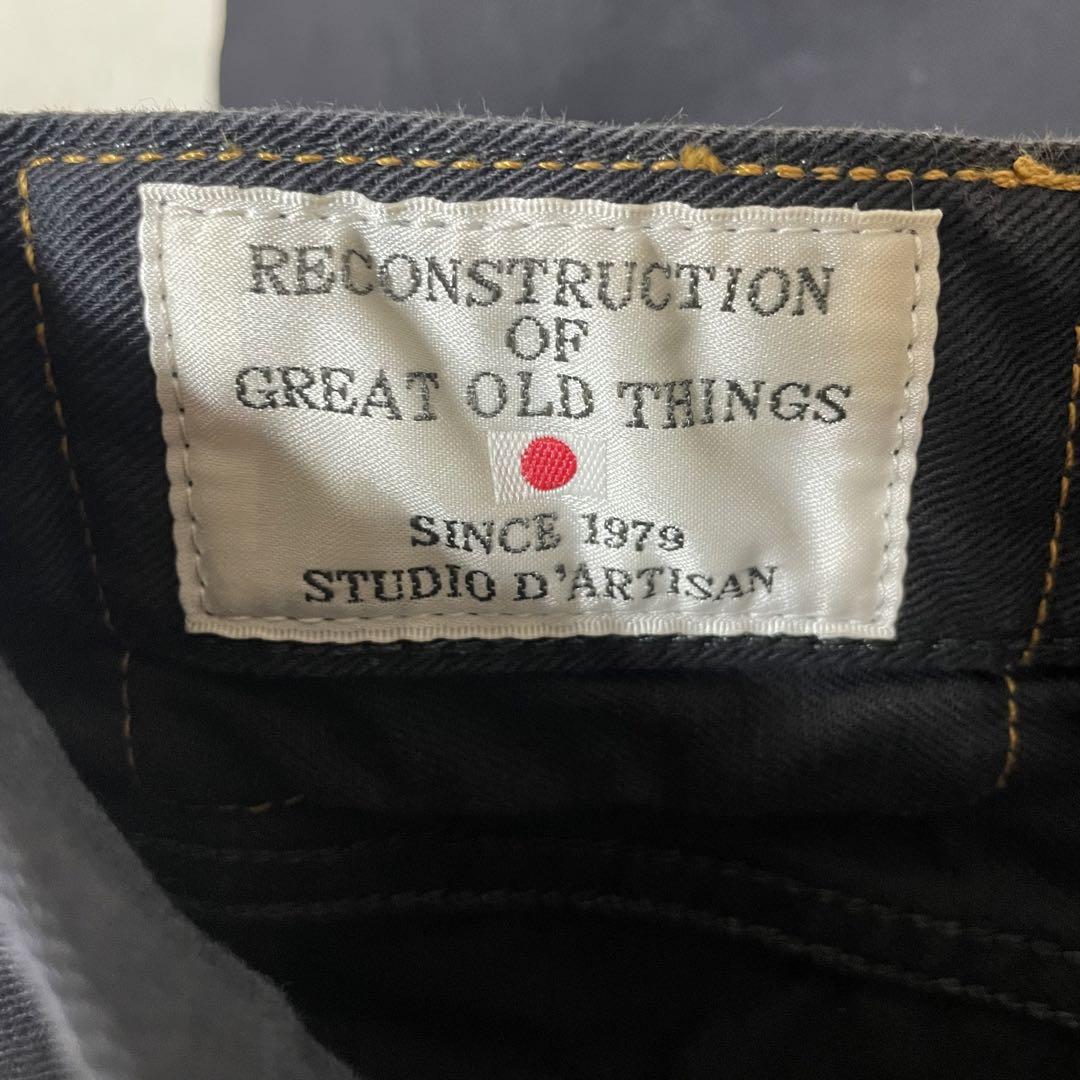 RECONSTRUCTION
OF
GREAT OLD THINGS
SINCE 1979
STUDIO D'ARTISAN